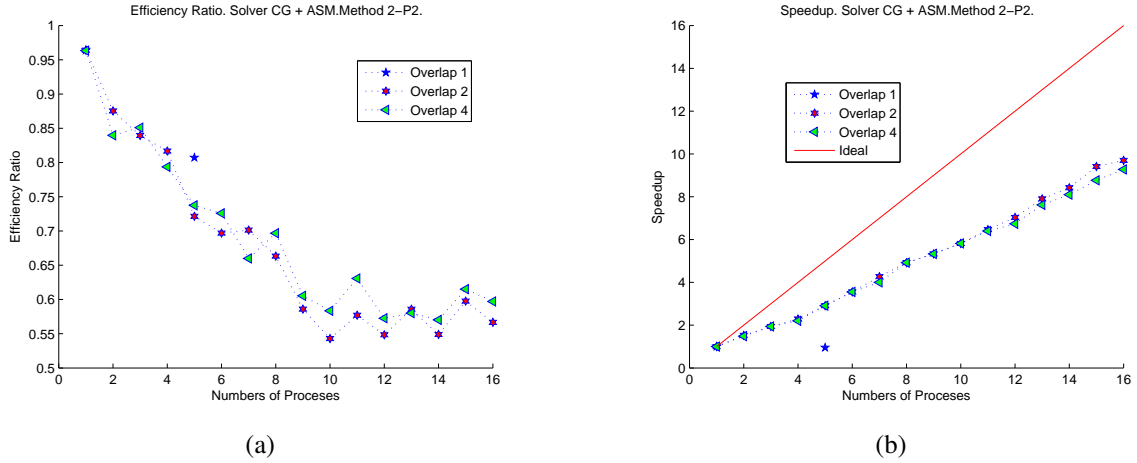 Efficiency Ratio. Solver CG + ASM.Method 2−P2.
1
0.95
0.9
0.85
0.8
0.75
0.7
0.65
0.6
0.55
0.5
Efficiency Ratio
Overlap 1
Overlap 2
Overlap 4
0 2 4 6 8 10 12 14 16
Numbers of Proceses
(a)
Speedup. Solver CG + ASM.Method 2−P2.
16
14
12
10
8
6
4
2
0
Speedup
Overlap 1
Overlap 2
Overlap 4
Ideal
0 2 4 6 8 10 12 14 16
Numbers of Proceses
(b)